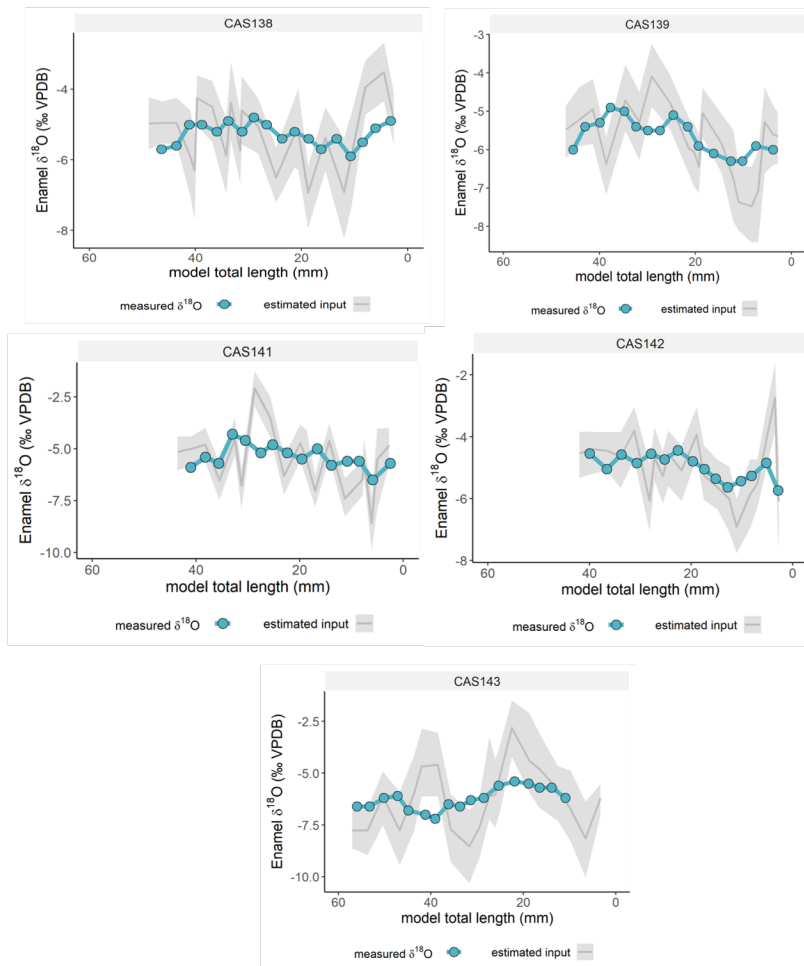 CAS138
-4
-6
-8
Enamel δ¹⁸O (‰ VPDB)
60 40 20 0
model total length (mm)
measured δ¹⁸O estimated input
CAS139
-3
-4
-5
-6
-7
-8
Enamel δ¹⁸O (‰ VPDB)
60 40 20 0
model total length (mm)
measured δ¹⁸O estimated input
CAS141
-2.5
-5.0
-7.5
-10.0
Enamel δ¹⁸O (‰ VPDB)
60 40 20 0
model total length (mm)
measured δ¹⁸O estimated input
CAS142
-2
-4
-6
-8
Enamel δ¹⁸O (‰ VPDB)
60 40 20 0
model total length (mm)
measured δ¹⁸O estimated input
CAS143
-2.5
-5.0
-7.5
-10.0
Enamel δ¹⁸O (‰ VPDB)
60 40 20 0
model total length (mm)
measured δ¹⁸O estimated input